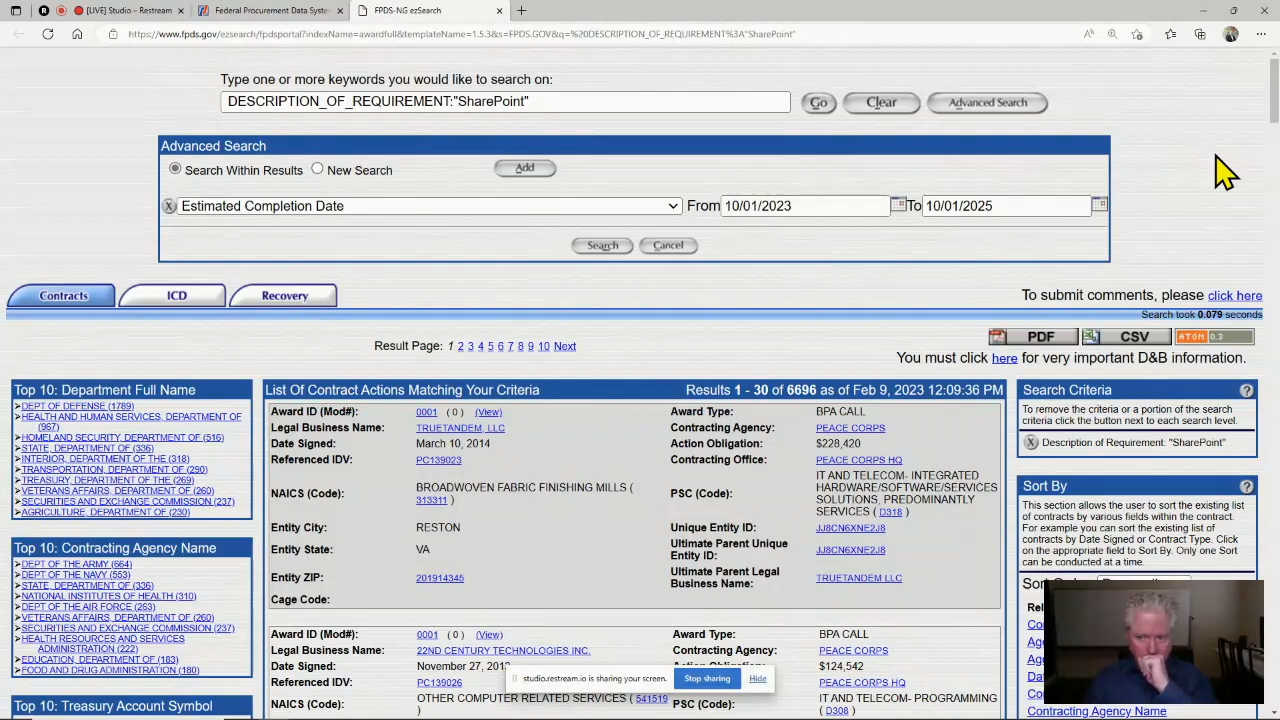 [LIVE] Studio – Restream
Federal Procurement Data System
FPDS-NG ezSearch
https://www.fpds.gov/ezsearch/fpdsportal?indexName=awardfull&templateName=1.5.3&s=FPDS.GOV&q=%20DESCRIPTION_OF_REQUIREMENT%3A"SharePoint"
Type one or more keywords you would like to search on:
DESCRIPTION_OF_REQUIREMENT:"SharePoint"
Go
Clear
Advanced Search
Advanced Search
Search Within Results
New Search
Add
X
Estimated Completion Date
From
10/01/2023
To
10/01/2025
Search
Cancel
Contracts
ICD
Recovery
To submit comments, please click here
Search took 0.079 seconds
PDF
CSV
ATOM 0.3
Result Page: 1 2 3 4 5 6 7 8 9 10 Next
You must click here for very important D&B information.
Top 10: Department Full Name
DEPT OF DEFENSE (1789)
HEALTH AND HUMAN SERVICES, DEPARTMENT OF
(967)
HOMELAND SECURITY, DEPARTMENT OF (516)
STATE, DEPARTMENT OF (336)
INTERIOR, DEPARTMENT OF THE (318)
TRANSPORTATION, DEPARTMENT OF (290)
TREASURY, DEPARTMENT OF THE (269)
VETERANS AFFAIRS, DEPARTMENT OF (260)
SECURITIES AND EXCHANGE COMMISSION (237)
AGRICULTURE, DEPARTMENT OF (230)
Top 10: Contracting Agency Name
DEPT OF THE ARMY (664)
DEPT OF THE NAVY (553)
STATE, DEPARTMENT OF (336)
NATIONAL INSTITUTES OF HEALTH (310)
DEPT OF THE AIR FORCE (263)
VETERANS AFFAIRS, DEPARTMENT OF (260)
SECURITIES AND EXCHANGE COMMISSION (237)
HEALTH RESOURCES AND SERVICES
ADMINISTRATION (222)
EDUCATION, DEPARTMENT OF (183)
FOOD AND DRUG ADMINISTRATION (180)
Top 10: Treasury Account Symbol
List Of Contract Actions Matching Your Criteria
Results 1 - 30 of 6696 as of Feb 9, 2023 12:09:36 PM
Award ID (Mod#): 0001 ( 0 ) (View)
Award Type: BPA CALL
Legal Business Name: TRUETANDEM, LLC
Contracting Agency: PEACE CORPS
Date Signed: March 10, 2014
Action Obligation: $228,420
Referenced IDV: PC139023
Contracting Office: PEACE CORPS HQ
NAICS (Code): BROADWOVEN FABRIC FINISHING MILLS (
313311 )
PSC (Code): IT AND TELECOM- INTEGRATED
HARDWARE/SOFTWARE/SERVICES
SOLUTIONS, PREDOMINANTLY
SERVICES ( D318 )
Entity City: RESTON
Unique Entity ID: JJ8CN6XNE2J8
Entity State: VA
Ultimate Parent Unique
Entity ID: JJ8CN6XNE2J8
Entity ZIP: 201914345
Ultimate Parent Legal
Business Name: TRUETANDEM LLC
Cage Code:
Award ID (Mod#): 0001 ( 0 ) (View)
Award Type: BPA CALL
Legal Business Name: 22ND CENTURY TECHNOLOGIES INC.
Contracting Agency: PEACE CORPS
Date Signed: November 27,
$124,542
Referenced IDV: PC139026
PEACE CORPS HQ
OTHER COMPUTER RELATED SERVICES ( 541519
)
IT AND TELECOM- PROGRAMMING
( D308 )
NAICS (Code):
PSC (Code):
studio.restream.io is sharing your screen.
Stop sharing
Hide
Search Criteria
?
To remove the criteria or a portion of the search
criteria click the button next to each search level.
X
Description of Requirement: "SharePoint"
Sort By
?
This section allows the user to sort the existing list
of contracts by various fields within the contract.
For example you can sort the existing list of
contracts by Date Signed or Contract Type. Click
on the appropriate field to Sort By. Only one Sort
can be conducted at a time.
Contracting Agency Name